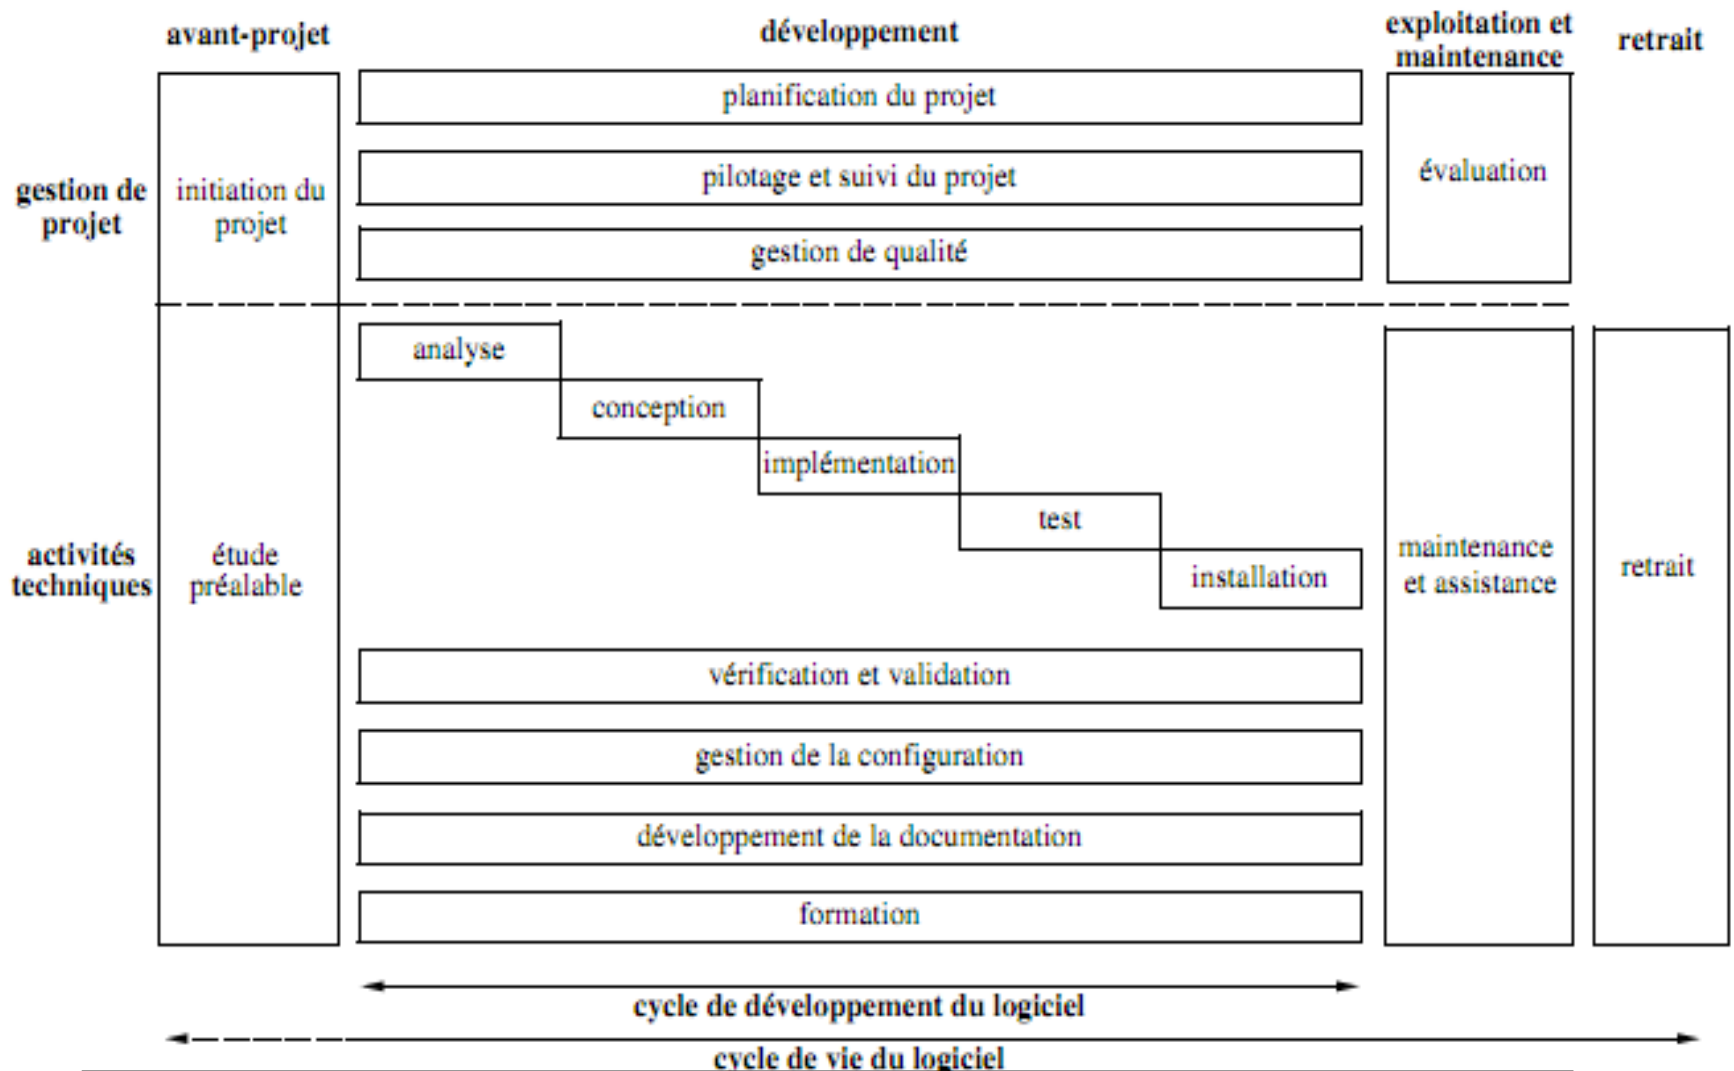 avant-projet
développement
exploitation et
maintenance
retrait
gestion de
projet
initiation du
projet
planification du projet
pilotage et suivi du projet
gestion de qualité
évaluation
activités
techniques
étude
préalable
analyse
conception
implémentation
test
installation
vérification et validation
gestion de la configuration
développement de la documentation
formation
maintenance
et assistance
retrait
cycle de développement du logiciel
cycle de vie du logiciel